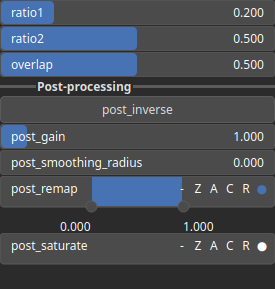 ratio1 0.200
ratio2 0.500
overlap 0.500
Post-processing
post_inverse
post_gain 1.000
post_smoothing_radius 0.000
post_remap - Z A C R
0.000 1.000
post_saturate - Z A C R